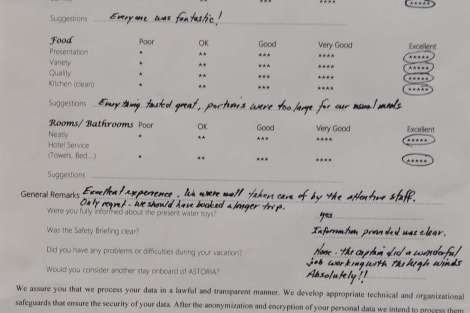 Suggestions Everyone was fantastic!
Food Poor OK Good Very Good Excellent
Presentation * ** *** **** *****
Variety * ** *** **** *****
Quality * ** *** **** *****
Kitchen (clean) * ** *** **** *****
Suggestions Everything tasted great, portions were too large for our usual meals
Rooms/ Bathrooms Poor OK Good Very Good Excellent
Neatly * ** *** **** *****
Hotel Service
(Towels, Bed...) * ** *** **** *****
Suggestions
General Remarks Excellent experience. We were well taken care of by the attentive staff.
Only regret - we should have booked a longer trip.
Were you fully informed about the present water toys? yes
Was the Safety Briefing clear? Information provided was clear.
Did you have any problems or difficulties during your vacation? None - the captain did a wonderful
job working with the high winds
Would you consider another stay onboard of ASTORIA? Absolutely!!
We assure you that we process your data in a lawful and transparent manner. We develop appropriate technical and organizational
safeguards that ensure the security of your data. After the anonymization and encryption of your personal data we intend to process them